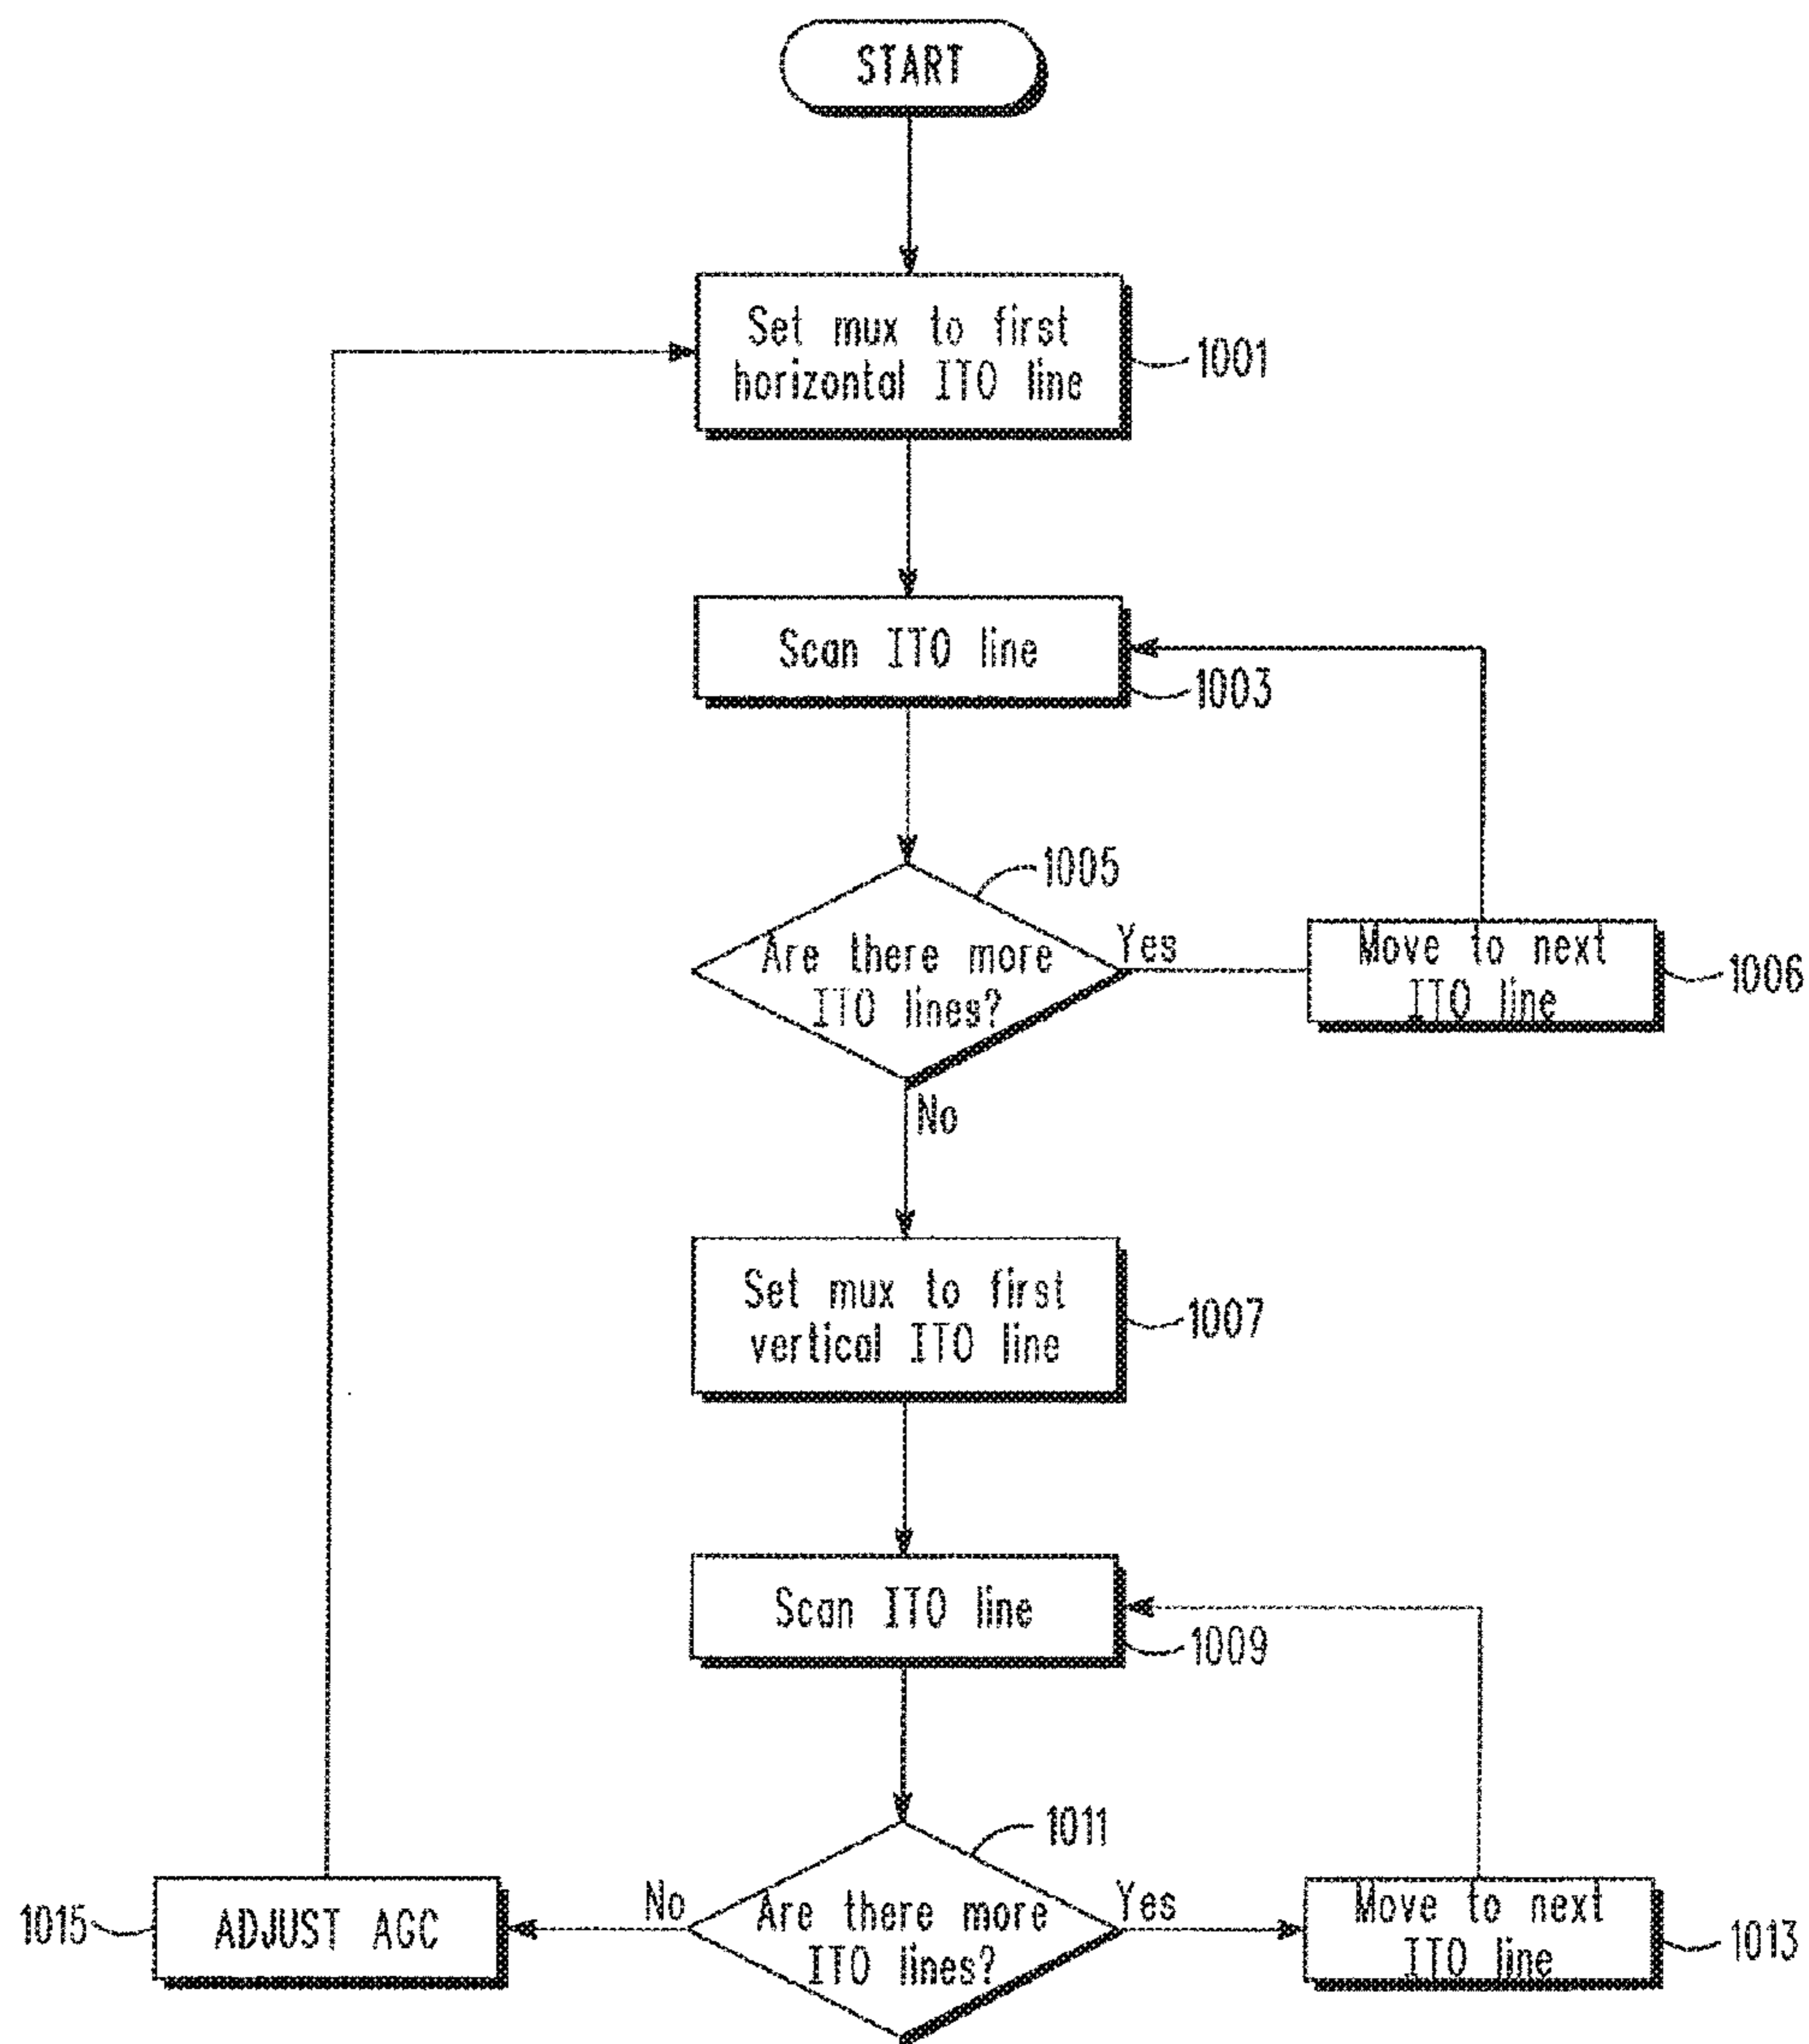 START
Set mux to first
horizontal ITO line
1001
Scan ITO line
1003
1005
Are there more
ITO lines?
Yes
Move to next
ITO line
1006
No
Set mux to first
vertical ITO line
1007
Scan ITO line
1009
1011
Are there more
ITO lines?
Yes
Move to next
ITO line
1013
No
ADJUST AGC
1015